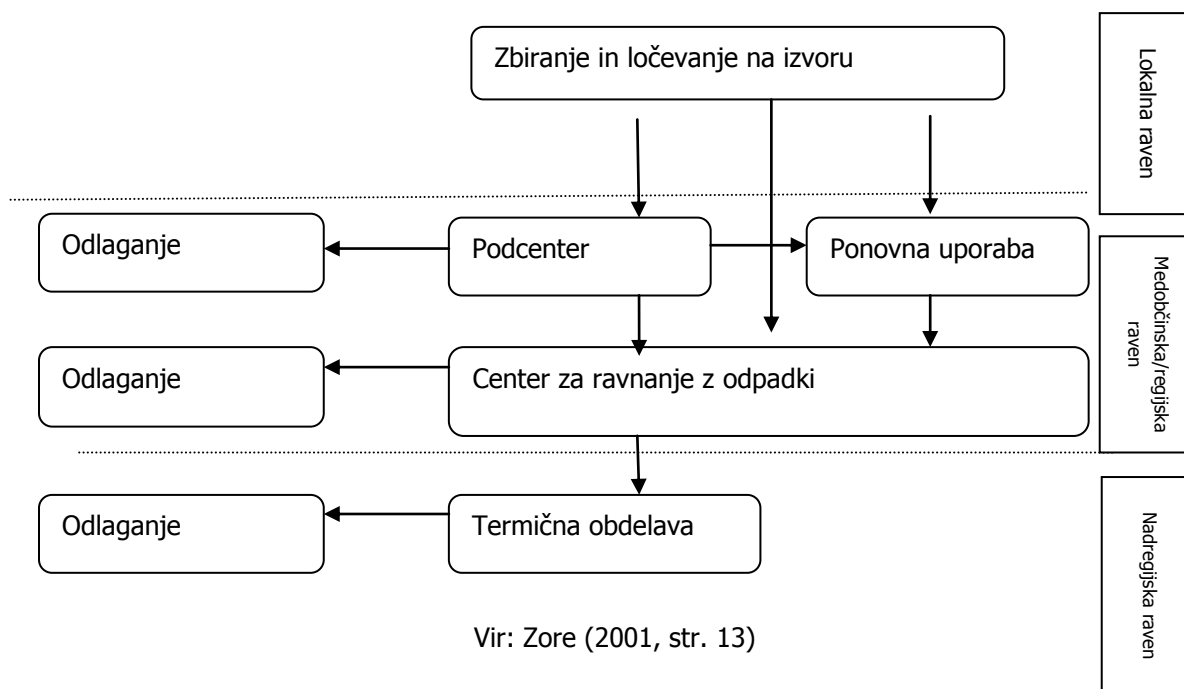 Zbiranje in ločevanje na izvoru
Lokalna raven
Odlaganje
Podcenter
Ponovna uporaba
Medobčinska/regijska
raven
Odlaganje
Center za ravnanje z odpadki
Odlaganje
Termična obdelava
Nadregijska raven
Vir: Zore (2001, str. 13)